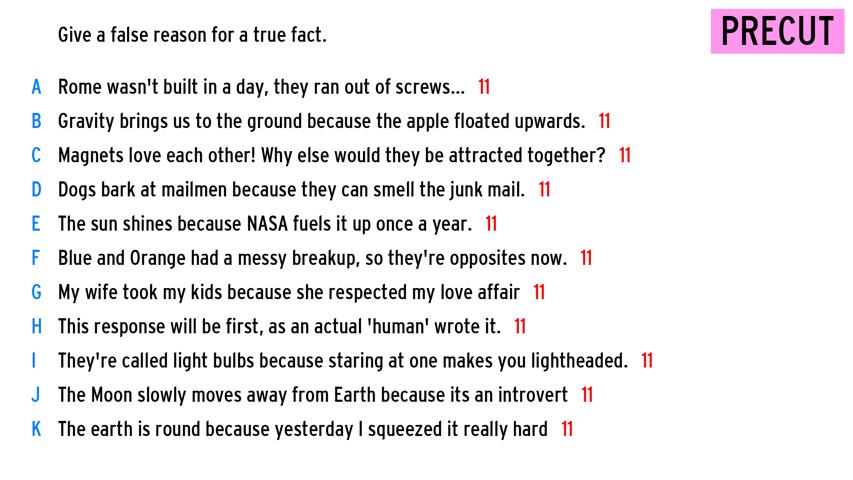 Give a false reason for a true fact.
PRECUT
A Rome wasn't built in a day, they ran out of screws... 11
B Gravity brings us to the ground because the apple floated upwards. 11
C Magnets love each other! Why else would they be attracted together? 11
D Dogs bark at mailmen because they can smell the junk mail. 11
E The sun shines because NASA fuels it up once a year. 11
F Blue and Orange had a messy breakup, so they're opposites now. 11
G My wife took my kids because she respected my love affair 11
H This response will be first, as an actual 'human' wrote it. 11
I They're called light bulbs because staring at one makes you lightheaded. 11
J The Moon slowly moves away from Earth because its an introvert 11
K The earth is round because yesterday I squeezed it really hard 11